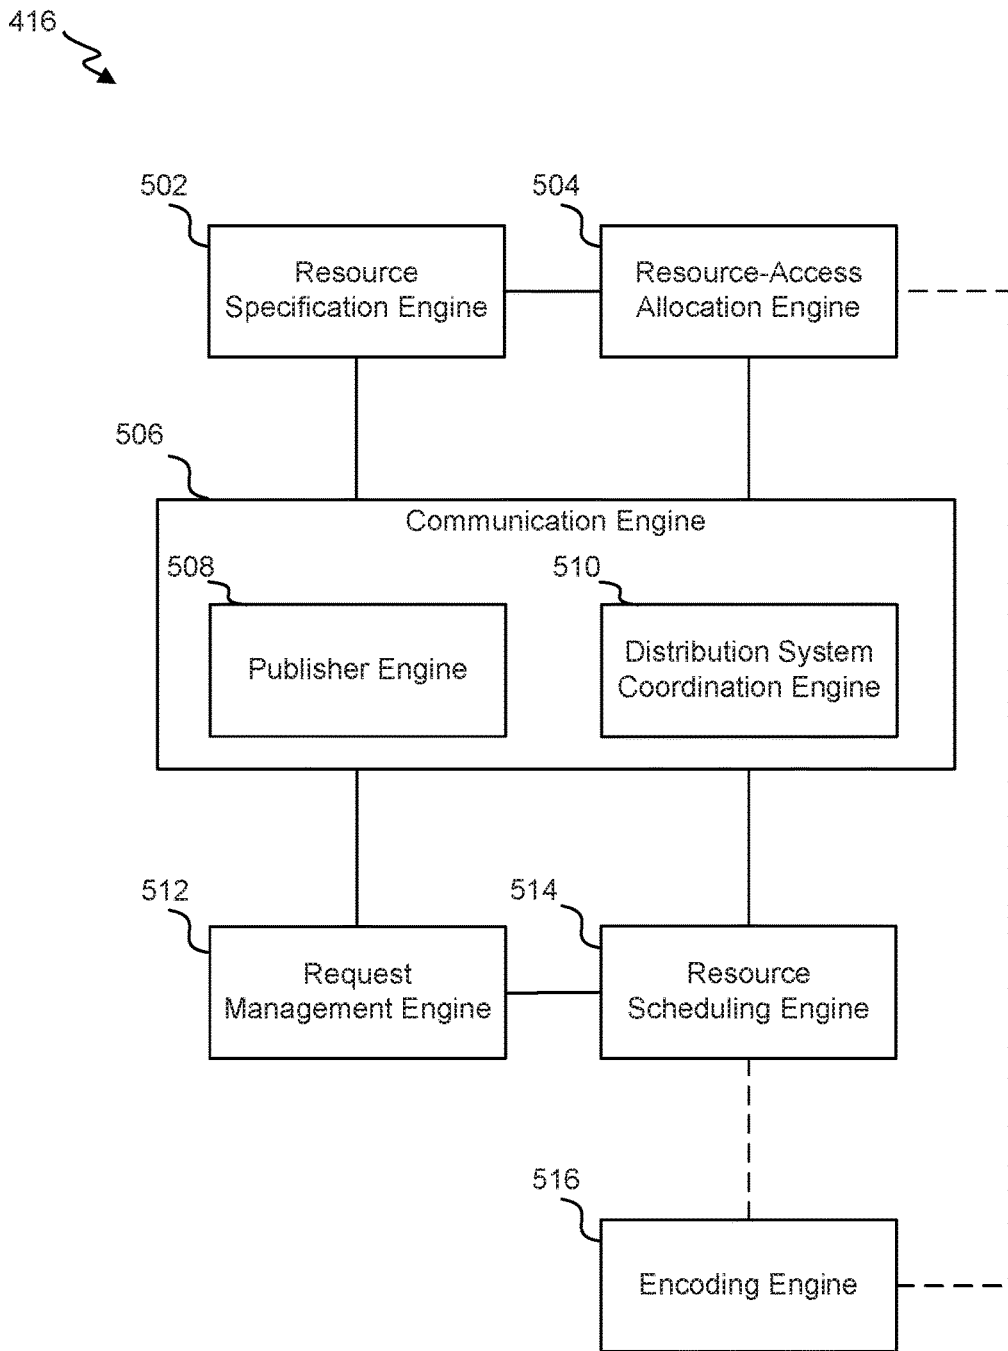 416
502
504
Resource
Specification Engine
Resource-Access
Allocation Engine
506
Communication Engine
508
510
Publisher Engine
Distribution System
Coordination Engine
512
514
Request
Management Engine
Resource
Scheduling Engine
516
Encoding Engine